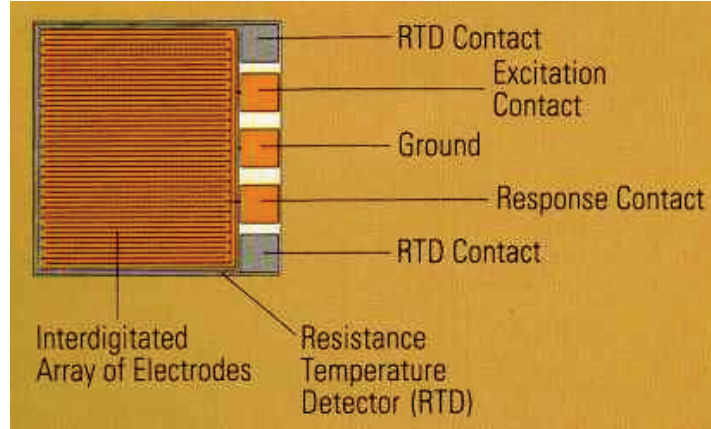 RTD Contact
Excitation
Contact
Ground
Response Contact
RTD Contact
Interdigitated
Array of Electrodes
Resistance
Temperature
Detector (RTD)